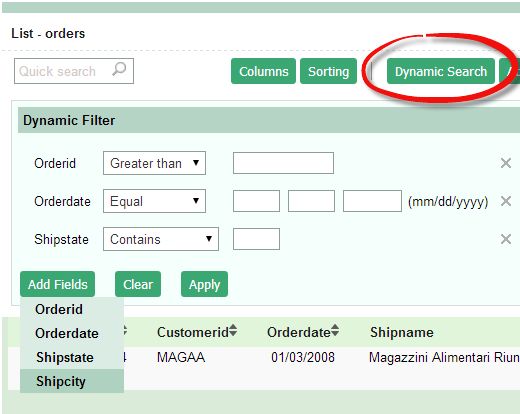 List - orders
Quick search Columns Sorting Dynamic Search
Dynamic Filter
Orderid Greater than
Orderdate Equal (mm/dd/yyyy)
Shipstate Contains
Add Fields Clear Apply
Orderid
Orderdate Customerid Orderdate Shipname
Shipstate 4 MAGAA 01/03/2008 Magazzini Alimentari Riun
Shipcity